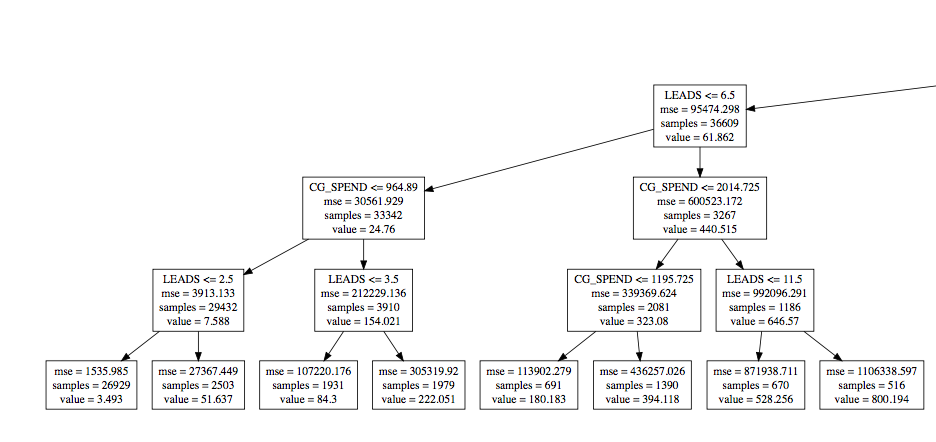 LEADS <= 6.5
mse = 95474.298
samples = 36609
value = 61.862
CG_SPEND <= 964.89
mse = 30561.929
samples = 33342
value = 24.76
CG_SPEND <= 2014.725
mse = 600523.172
samples = 3267
value = 440.515
LEADS <= 2.5
mse = 3913.133
samples = 29432
value = 7.588
LEADS <= 3.5
mse = 212229.136
samples = 3910
value = 154.021
CG_SPEND <= 1195.725
mse = 339369.624
samples = 2081
value = 323.08
LEADS <= 11.5
mse = 992096.291
samples = 1186
value = 646.57
mse = 1535.985
samples = 26929
value = 3.493
mse = 27367.449
samples = 2503
value = 51.637
mse = 107220.176
samples = 1931
value = 84.3
mse = 305319.92
samples = 1979
value = 222.051
mse = 113902.279
samples = 691
value = 180.183
mse = 436257.026
samples = 1390
value = 394.118
mse = 871938.711
samples = 670
value = 528.256
mse = 1106338.597
samples = 516
value = 800.194